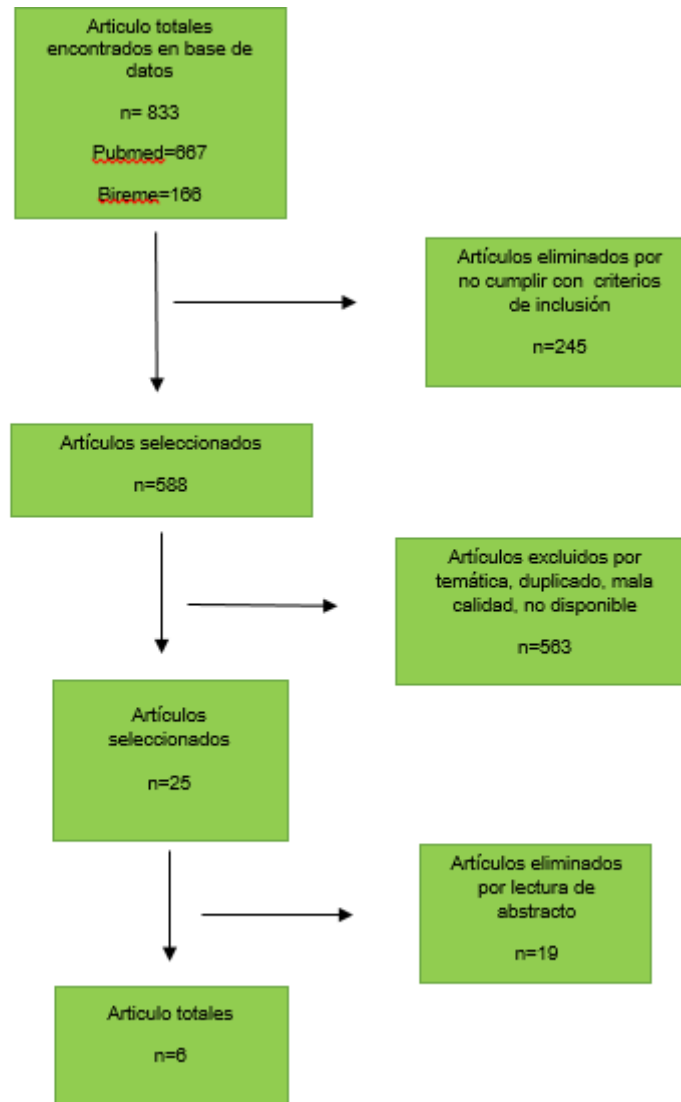 Articulo totales
encontrados en base de
datos
n= 833
Pubmed=667
Bireme=166
Artículos eliminados por
no cumplir con criterios
de inclusión
n=245
Artículos seleccionados
n=588
Artículos excluidos por
temática, duplicado, mala
calidad, no disponible
n=563
Artículos
seleccionados
n=25
Artículos eliminados
por lectura de
abstracto
n=19
Articulo totales
n=6